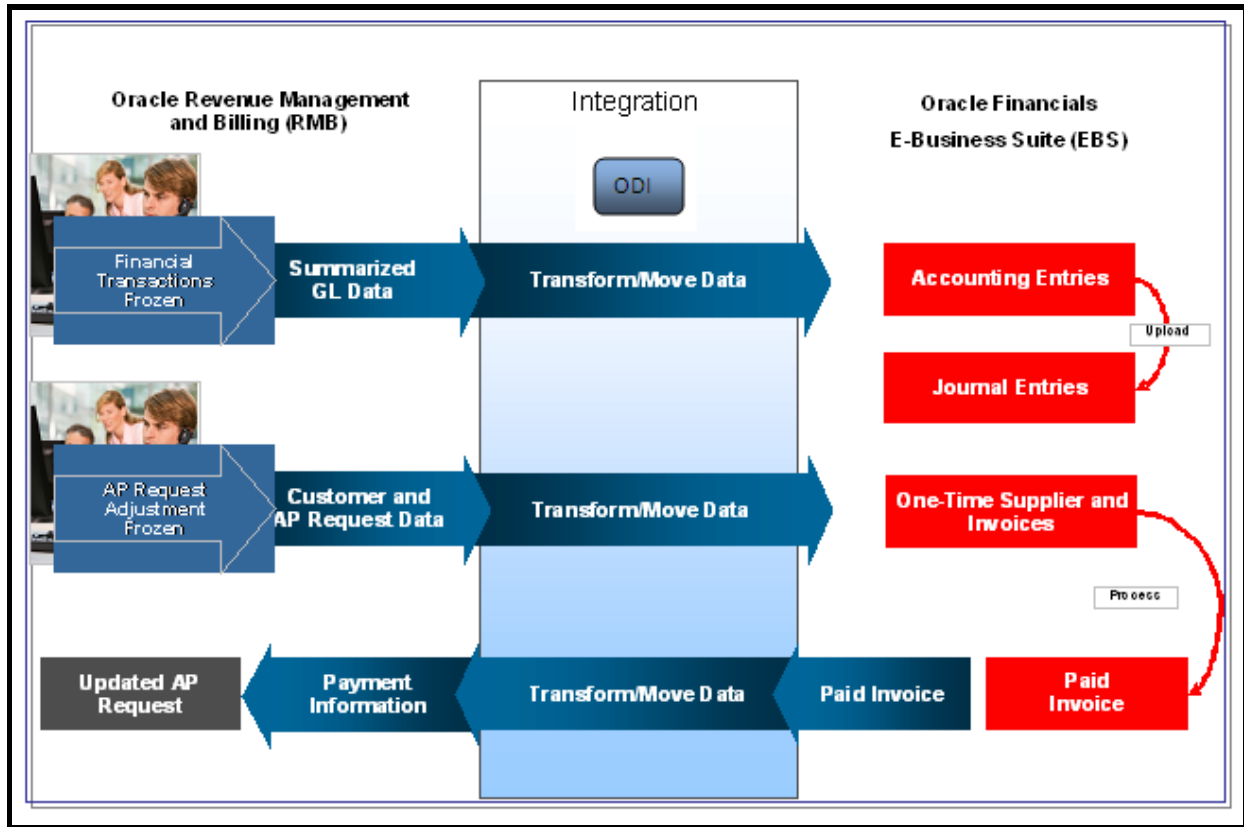 Oracle Revenue Management
and Billing (RMB)
Integration
Oracle Financials
E-Business Suite (EBS)
ODI
Financial
Transactions
Frozen
Summarized
GL Data
Transform/Move Data
Accounting Entries
Upload
Journal Entries
AP Request
Adjustment
Frozen
Customer and
AP Request Data
Transform/Move Data
One-Time Supplier and
Invoices
Process
Updated AP
Request
Payment
Information
Transform/Move Data
Paid Invoice
Paid
Invoice